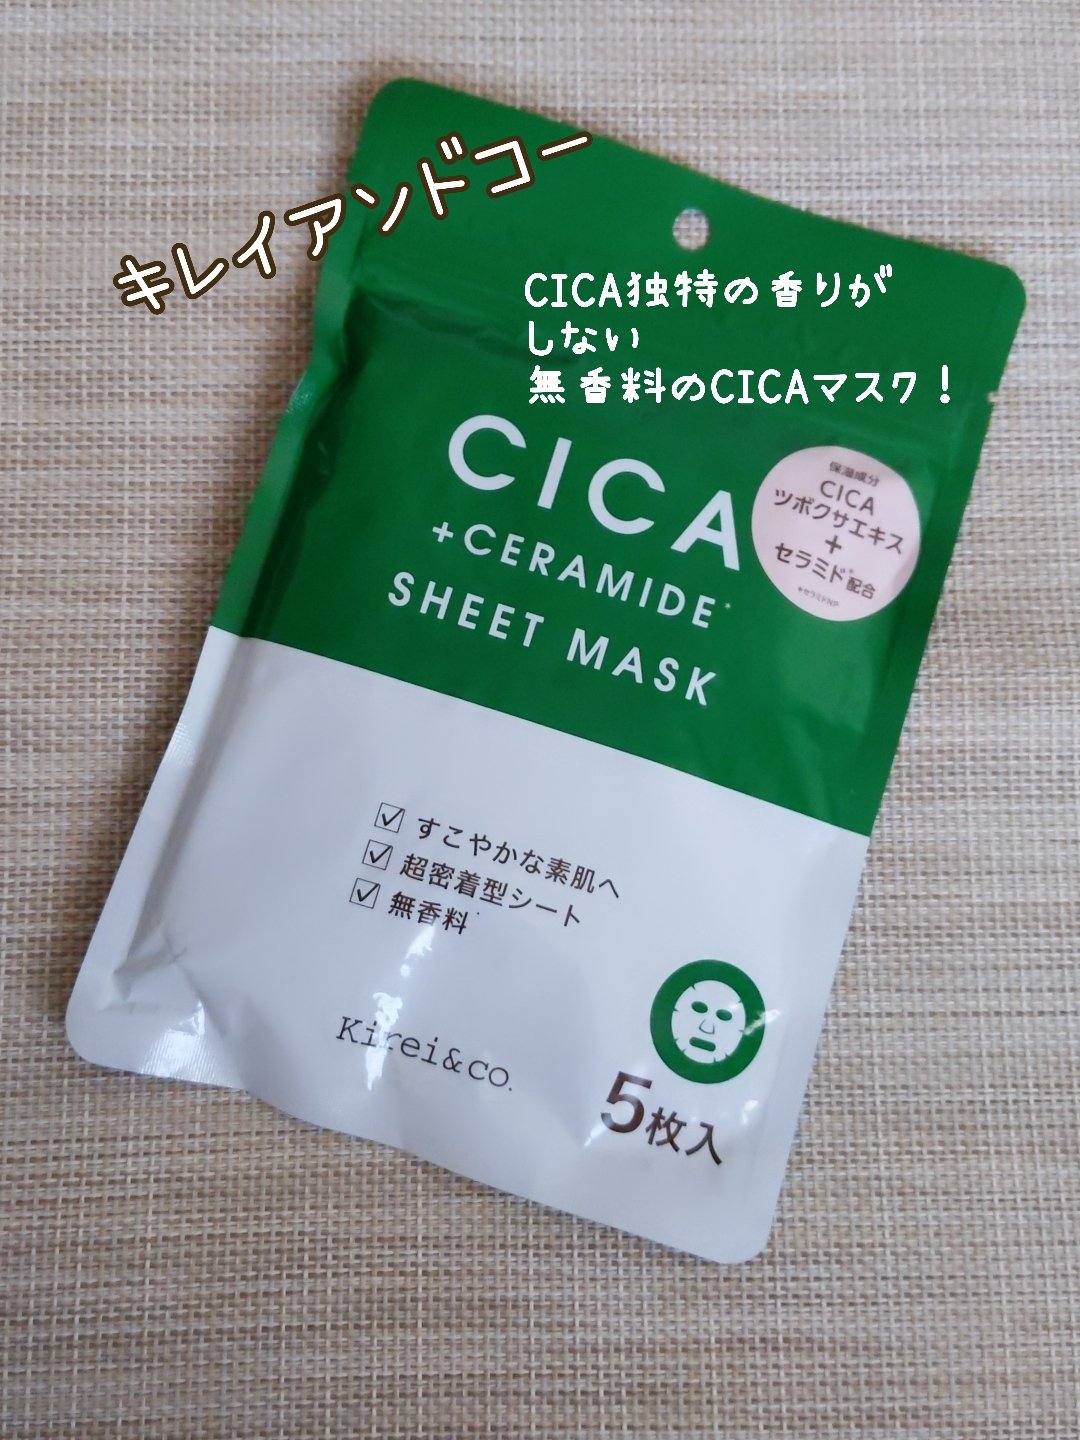 キレイアンドコー
CICA独特の香りが
しない
無香料のCICAマスク！
CICA
+CERAMIDE*
SHEET MASK
保湿成分
CICA
ツボクサエキス
+
セラミド*配合
*セラミドNP
☑ すこやかな素肌へ
☑ 超密着型シート
☑ 無香料
Kirei&co.
5枚入